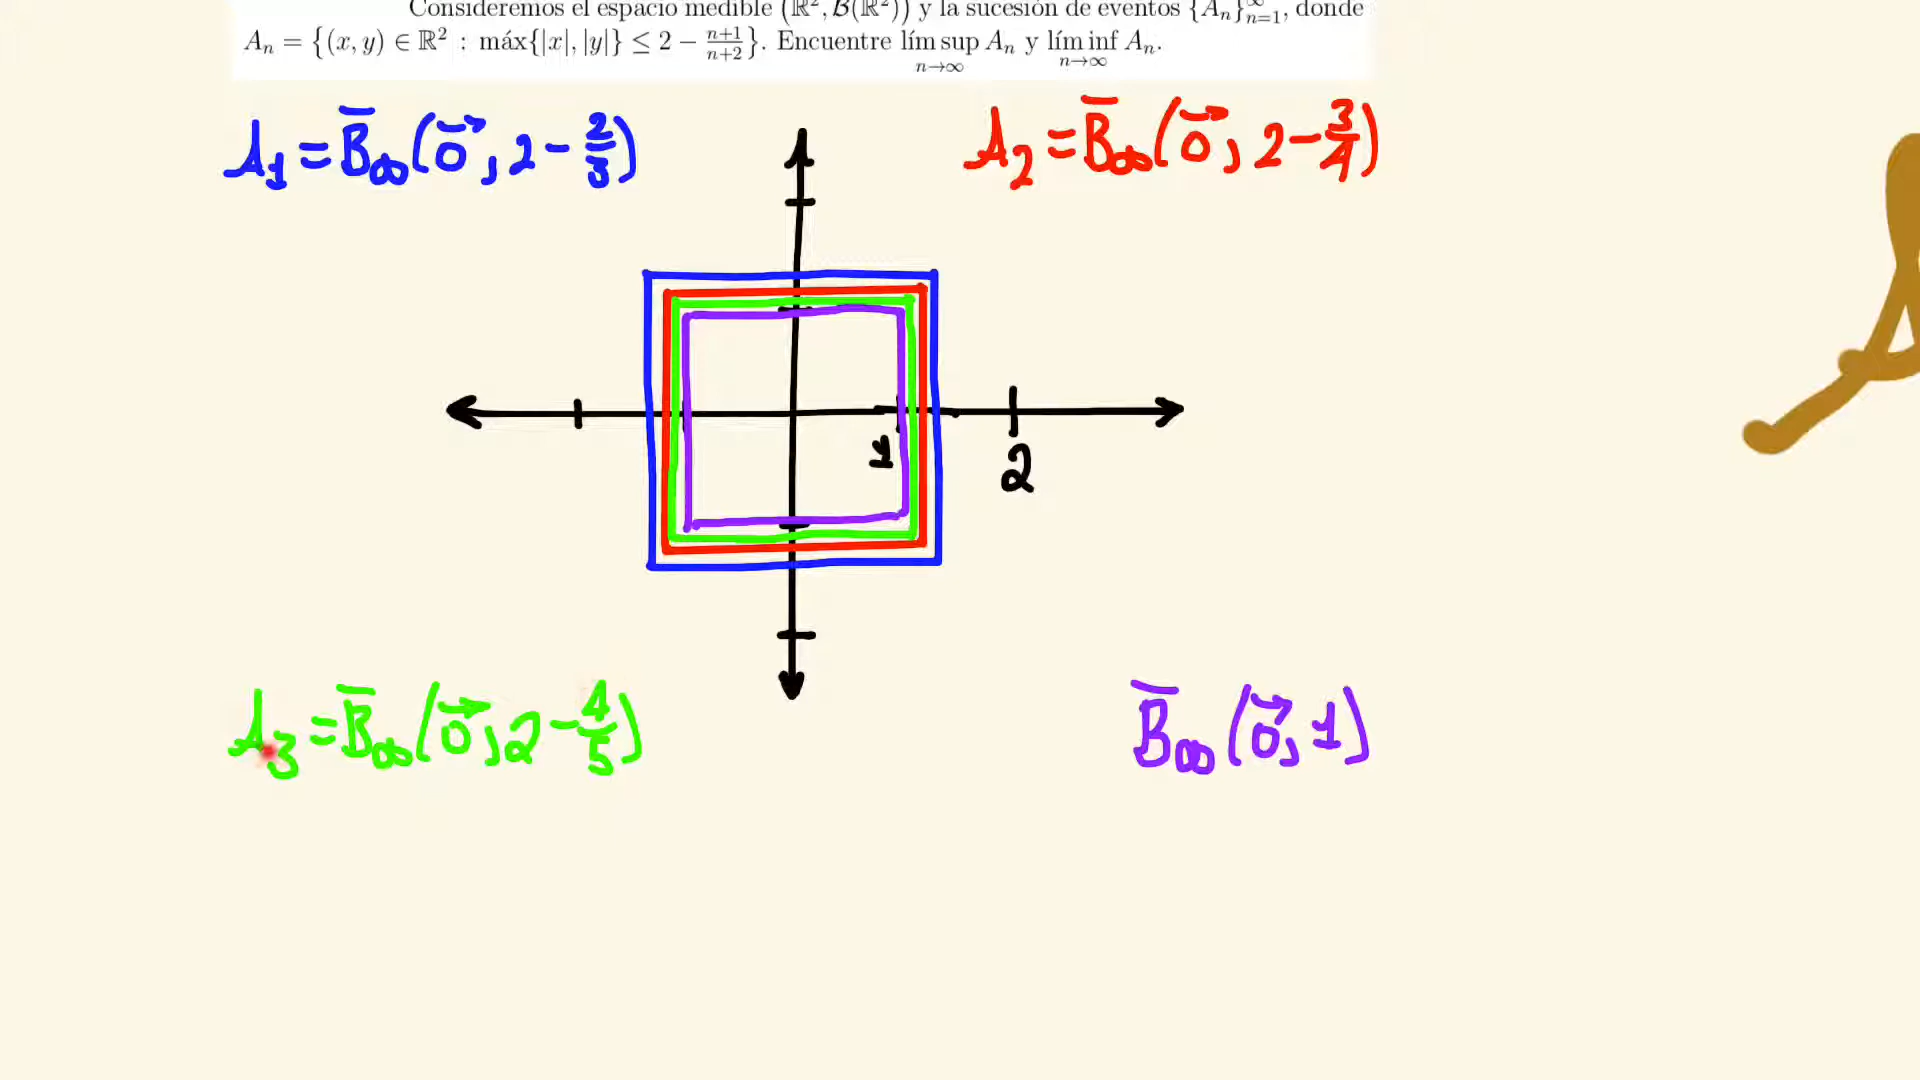 Consideremos el espacio medible (ℝ², 𝓑(ℝ²)) y la sucesión de eventos {Aₙ}ₙ₌₁^∞, donde
Aₙ = {(x, y) ∈ ℝ² : máx{|x|, |y|} ≤ 2 − (n+1)/(n+2)}. Encuentre lím sup Aₙ y lím inf Aₙ.
n→∞ n→∞
A₁ = B̅∞(0⃗, 2 − 2/3)
A₂ = B̅∞(0⃗, 2 − 3/4)
1
2
A₃ = B̅∞(0⃗, 2 − 4/5)
B̅∞(0⃗, 1)